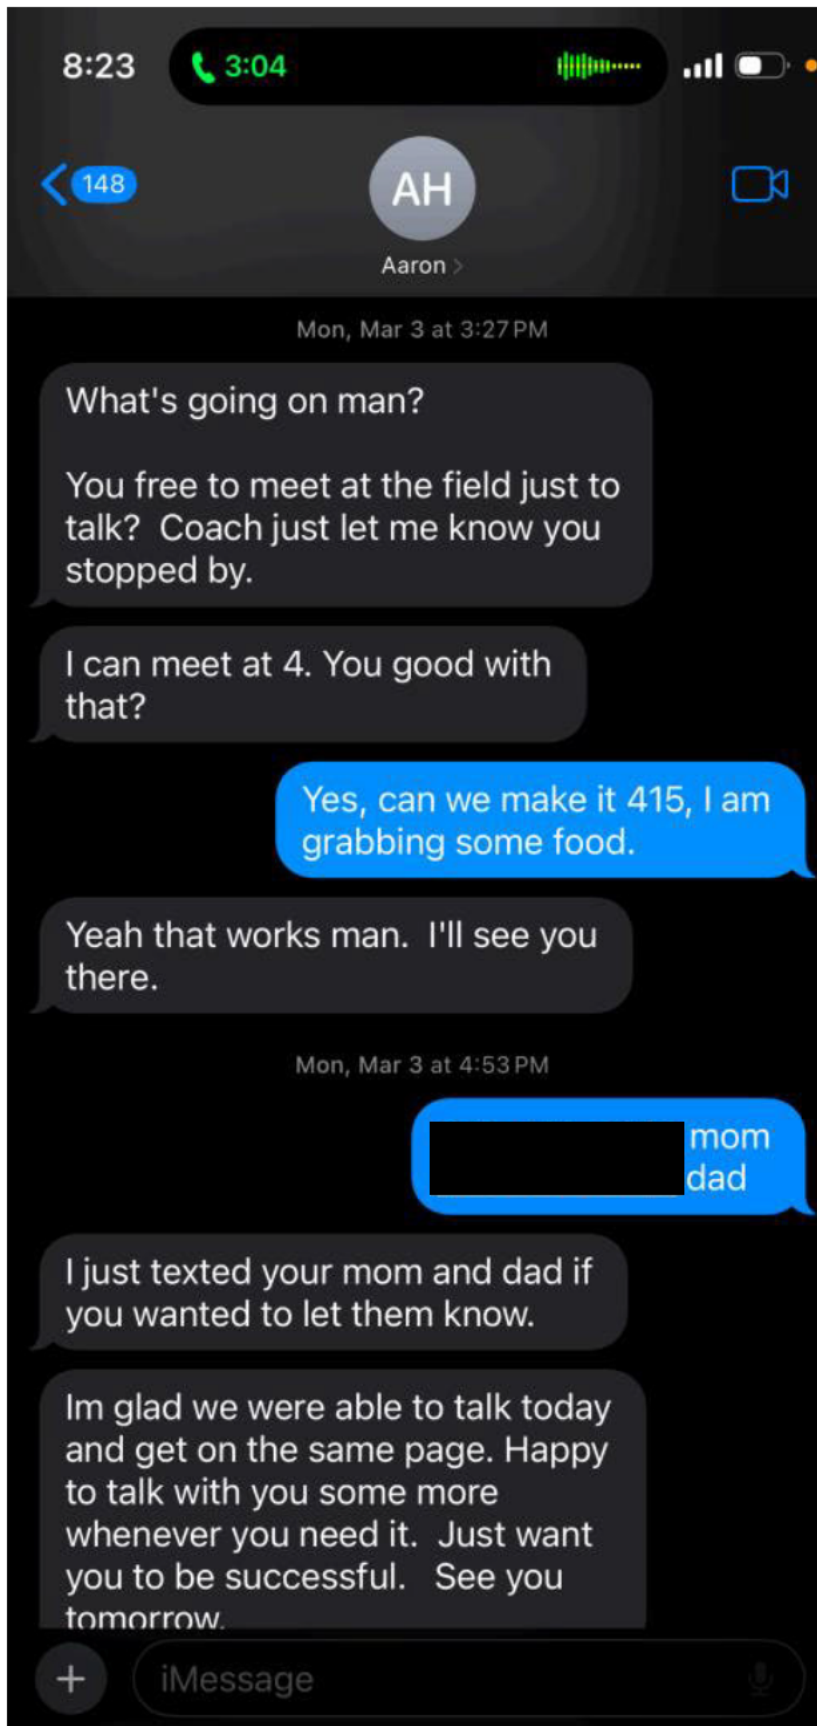 8:23
3:04
148
AH
Aaron
Mon, Mar 3 at 3:27 PM
What's going on man?
You free to meet at the field just to
talk?  Coach just let me know you
stopped by.
I can meet at 4. You good with
that?
Yes, can we make it 415, I am
grabbing some food.
Yeah that works man.  I'll see you
there.
Mon, Mar 3 at 4:53 PM
mom
dad
I just texted your mom and dad if
you wanted to let them know.
Im glad we were able to talk today
and get on the same page. Happy
to talk with you some more
whenever you need it.  Just want
you to be successful.   See you
tomorrow.
iMessage